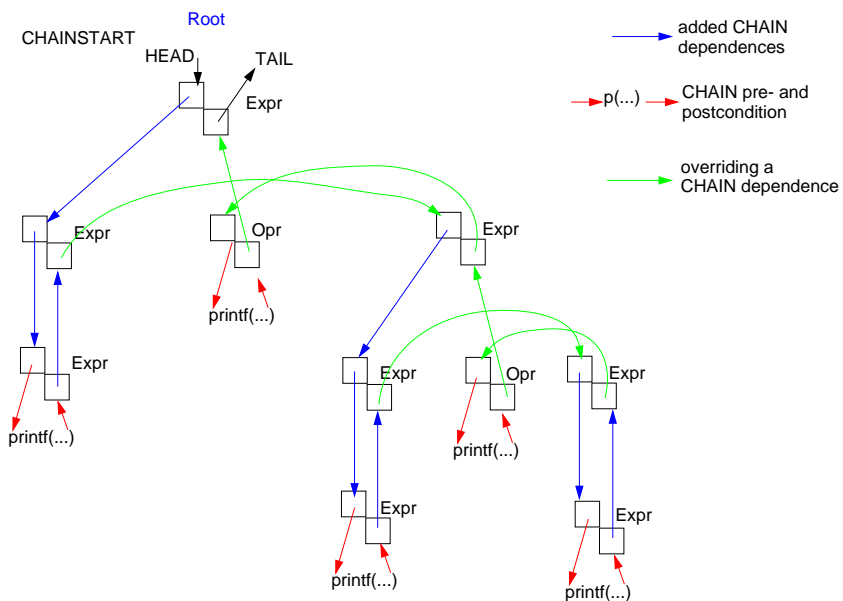 Root
CHAINSTART
HEAD
TAIL
Expr
added CHAIN
dependences
p(...)
CHAIN pre- and
postcondition
overriding a
CHAIN dependence
Expr
Opr
Expr
printf(...)
Expr
Expr
Opr
Expr
printf(...)
printf(...)
Expr
Expr
printf(...)
printf(...)